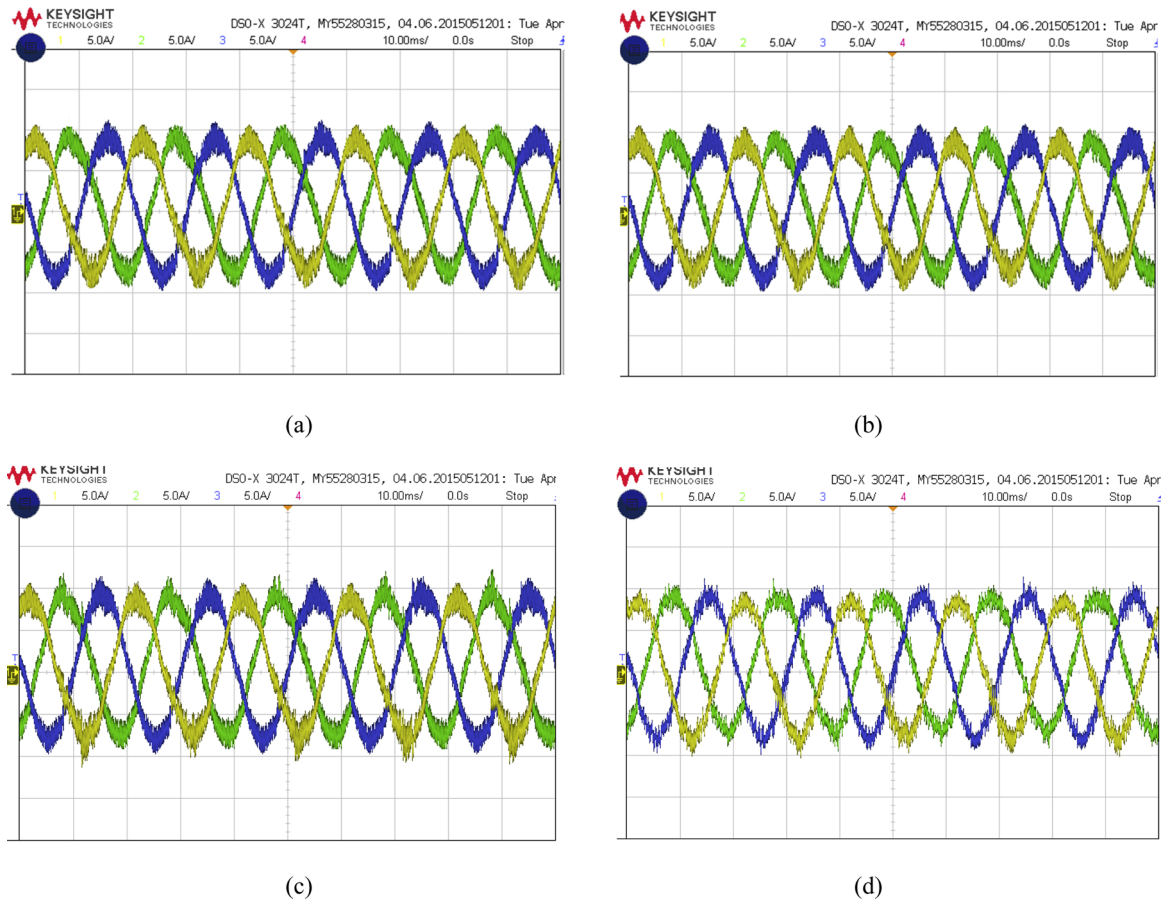 KEYSIGHT
TECHNOLOGIES
DSO-X 3024T, MY55280315, 04.06.2015051201: Tue Apr
1 5.0A/ 2 5.0A/ 3 5.0A/ 4 10.00ms/ 0.0s Stop
T
(a)
KEYSIGHT
TECHNOLOGIES
DSO-X 3024T, MY55280315, 04.06.2015051201: Tue Apr
1 5.0A/ 2 5.0A/ 3 5.0A/ 4 10.00ms/ 0.0s Stop
T
(b)
KEYSIGHT
TECHNOLOGIES
DSO-X 3024T, MY55280315, 04.06.2015051201: Tue Apr
1 5.0A/ 2 5.0A/ 3 5.0A/ 4 10.00ms/ 0.0s Stop
T
(c)
KEYSIGHT
TECHNOLOGIES
DSO-X 3024T, MY55280315, 04.06.2015051201: Tue Apr
1 5.0A/ 2 5.0A/ 3 5.0A/ 4 10.00ms/ 0.0s Stop
T
(d)